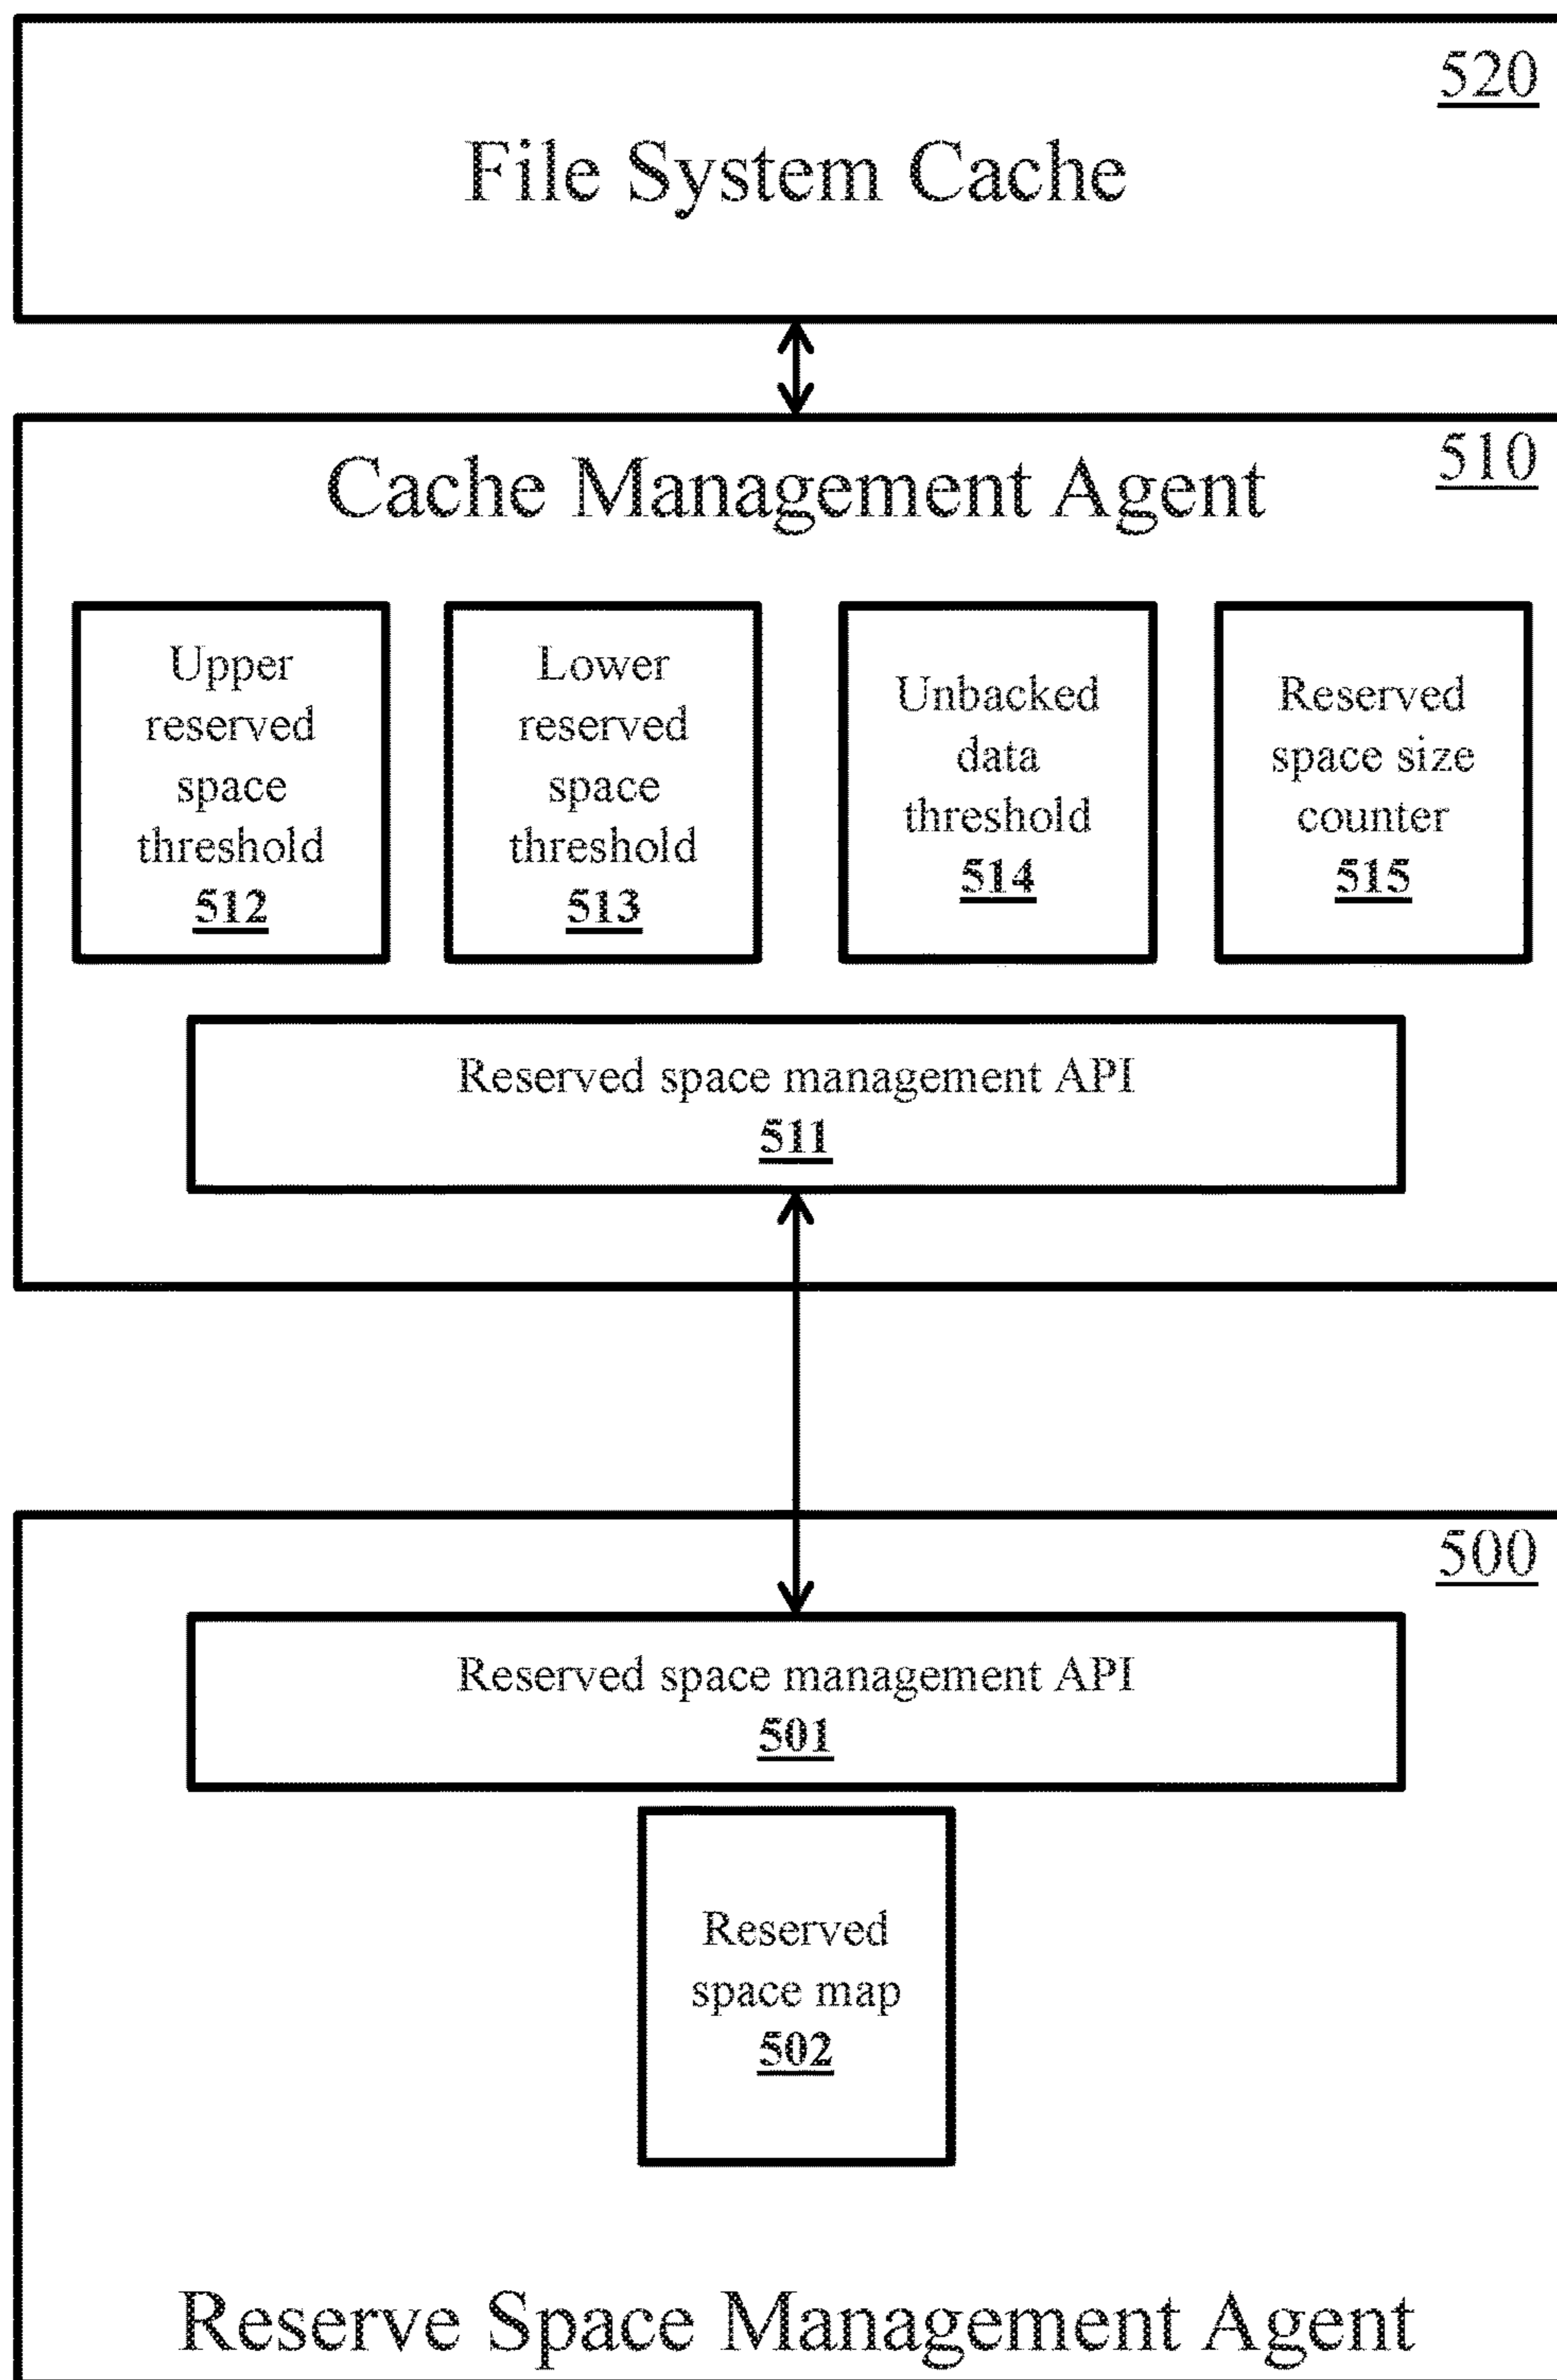 520
File System Cache
510
Cache Management Agent
Upper
reserved
space
threshold
512
Lower
reserved
space
threshold
513
Unbacked
data
threshold
514
Reserved
space size
counter
515
Reserved space management API
511
500
Reserved space management API
501
Reserved
space map
502
Reserve Space Management Agent